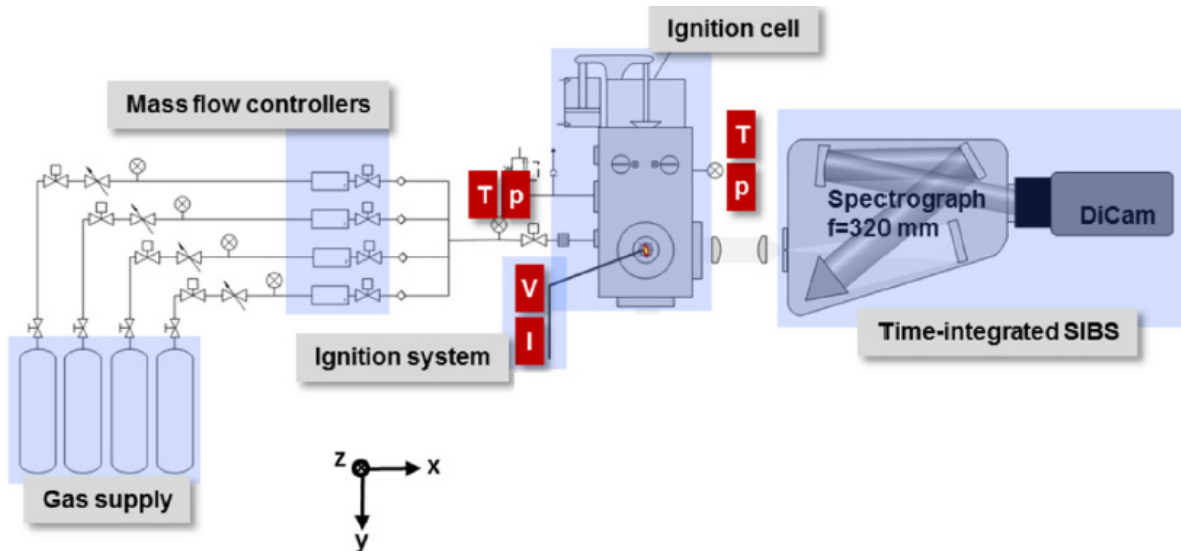 Ignition cell
Mass flow controllers
T
p
T p
Spectrograph
f=320 mm
DiCam
V
I
Ignition system
Time-integrated SIBS
Gas supply
z x
y